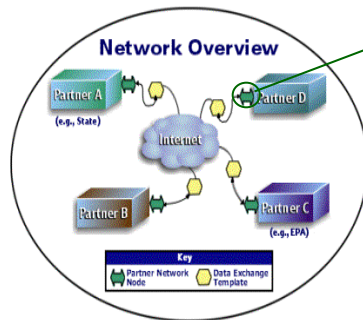 Network Overview
Partner A
(e.g., State)
Partner D
Internet
Partner B
Partner C
(e.g., EPA)
Key
Partner Network
Node
Data Exchange
Template